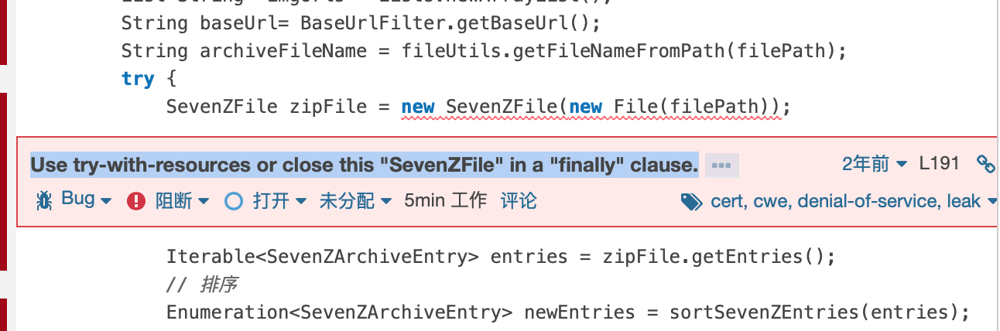 String baseUrl= BaseUrlFilter.getBaseUrl();
String archiveFileName = fileUtils.getFileNameFromPath(filePath);
try {
SevenZFile zipFile = new SevenZFile(new File(filePath));
Use try-with-resources or close this "SevenZFile" in a "finally" clause. ••• 2年前 L191
Bug 阻断 打开 未分配 5min 工作 评论 cert, cwe, denial-of-service, leak
Iterable<SevenZArchiveEntry> entries = zipFile.getEntries();
// 排序
Enumeration<SevenZArchiveEntry> newEntries = sortSevenZEntries(entries);